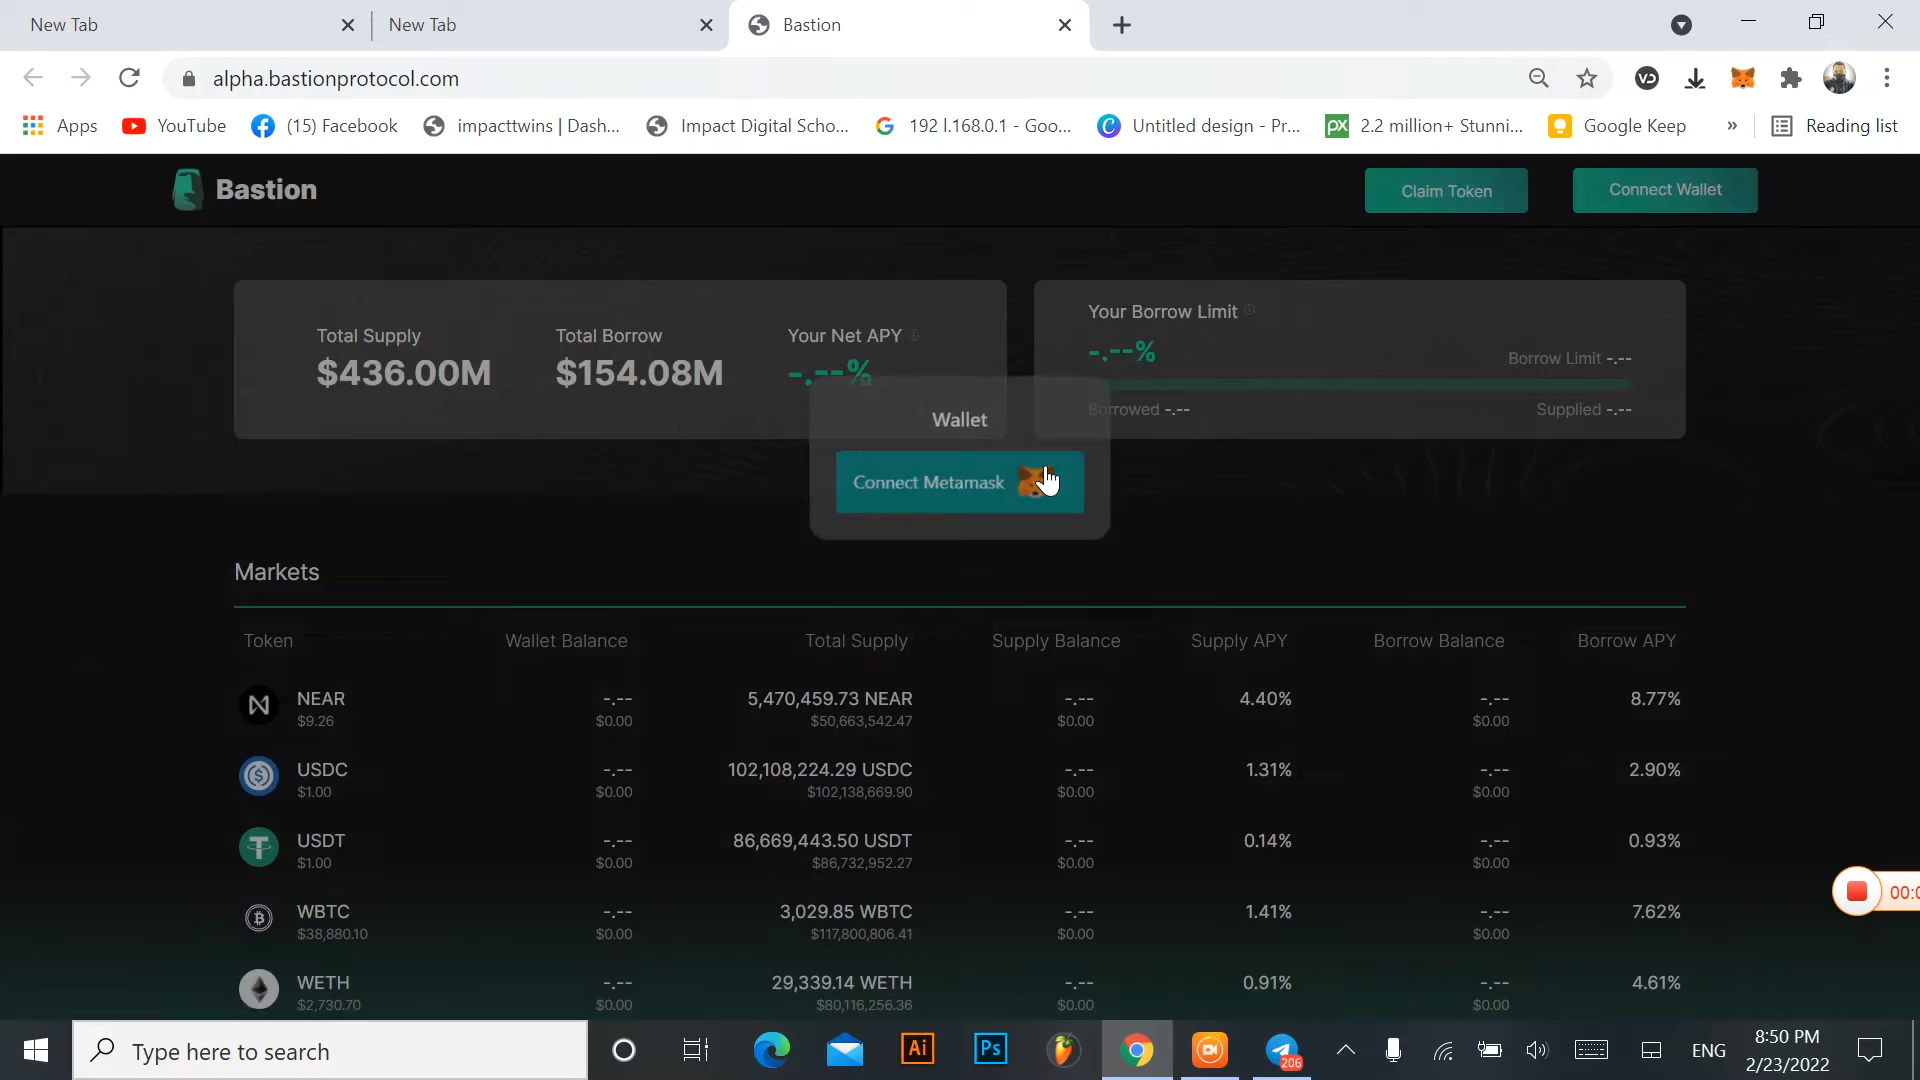 New Tab
New Tab
Bastion
alpha.bastionprotocol.com
Apps
YouTube
(15) Facebook
impacttwins | Dash...
Impact Digital Scho...
192 l.168.0.1 - Goo...
Untitled design - Pr...
2.2 million+ Stunni...
Google Keep
»
Reading list
Bastion
Claim Token
Connect Wallet
Total Supply
$436.00M
Total Borrow
$154.08M
Your Net APY
-.--%
Your Borrow Limit
-.--%
Borrow Limit -.--
Borrowed -.--
Supplied -.--
Wallet
Connect Metamask
Markets
Token Wallet Balance Total Supply Supply Balance Supply APY Borrow Balance Borrow APY
NEAR -.-- 5,470,459.73 NEAR -.-- 4.40% -.-- 8.77%
$9.26 $0.00 $50,663,542.47 $0.00 $0.00
USDC -.-- 102,108,224.29 USDC -.-- 1.31% -.-- 2.90%
$1.00 $0.00 $102,138,669.90 $0.00 $0.00
USDT -.-- 86,669,443.50 USDT -.-- 0.14% -.-- 0.93%
$1.00 $0.00 $86,732,952.27 $0.00 $0.00
WBTC -.-- 3,029.85 WBTC -.-- 1.41% -.-- 7.62%
$38,880.10 $0.00 $117,800,806.41 $0.00 $0.00
WETH -.-- 29,339.14 WETH -.-- 0.91% -.-- 4.61%
$2,730.70 $0.00 $80,116,256.36 $0.00 $0.00
00:0
Type here to search
Ai
Ps
206
ENG
8:50 PM
2/23/2022